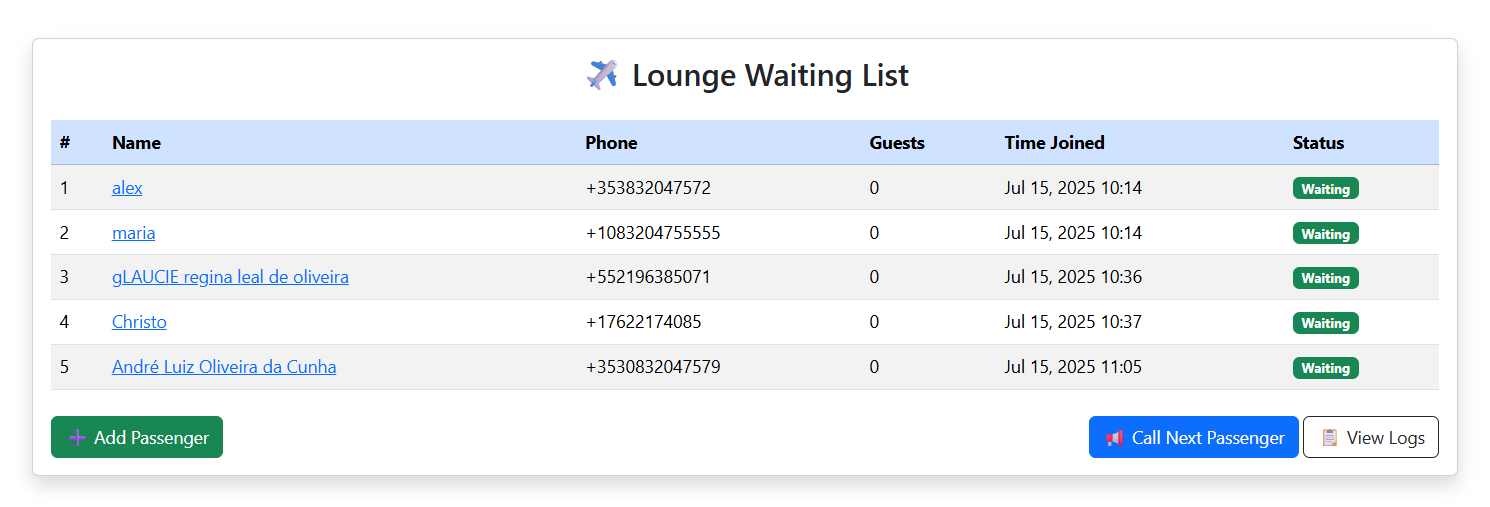 Lounge Waiting List
# Name Phone Guests Time Joined Status
1 alex +353832047572 0 Jul 15, 2025 10:14 Waiting
2 maria +1083204755555 0 Jul 15, 2025 10:14 Waiting
3 gLAUCIE regina leal de oliveira +552196385071 0 Jul 15, 2025 10:36 Waiting
4 Christo +17622174085 0 Jul 15, 2025 10:37 Waiting
5 André Luiz Oliveira da Cunha +3530832047579 0 Jul 15, 2025 11:05 Waiting
Add Passenger Call Next Passenger View Logs